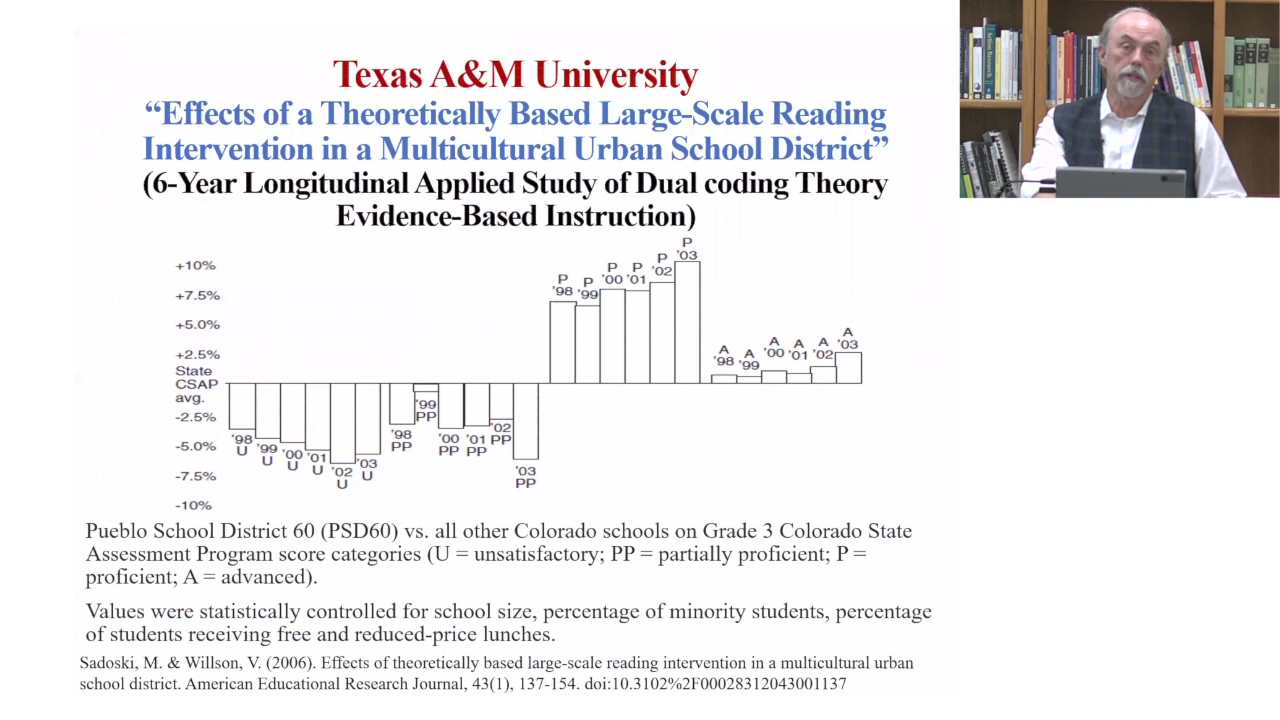 Texas A&M University
“Effects of a Theoretically Based Large-Scale Reading
Intervention in a Multicultural Urban School District”
(6-Year Longitudinal Applied Study of Dual coding Theory
Evidence-Based Instruction)
+10%
+7.5%
+5.0%
+2.5%
State
CSAP
avg.
-2.5%
-5.0%
-7.5%
-10%
'98
U
'99
U
'00
U
'01
U
'02
U
'03
U
'98
PP
'99
PP
'00
PP
'01
PP
'02
PP
'03
PP
P
'98
P
'99
P
'00
P
'01
P
'02
P
'03
A
'98
A
'99
A
'00
A
'01
A
'02
A
'03
Pueblo School District 60 (PSD60) vs. all other Colorado schools on Grade 3 Colorado State
Assessment Program score categories (U = unsatisfactory; PP = partially proficient; P =
proficient; A = advanced).
Values were statistically controlled for school size, percentage of minority students, percentage
of students receiving free and reduced-price lunches.
Sadoski, M. & Willson, V. (2006). Effects of theoretically based large-scale reading intervention in a multicultural urban
school district. American Educational Research Journal, 43(1), 137-154. doi:10.3102%2F00028312043001137
Action Research